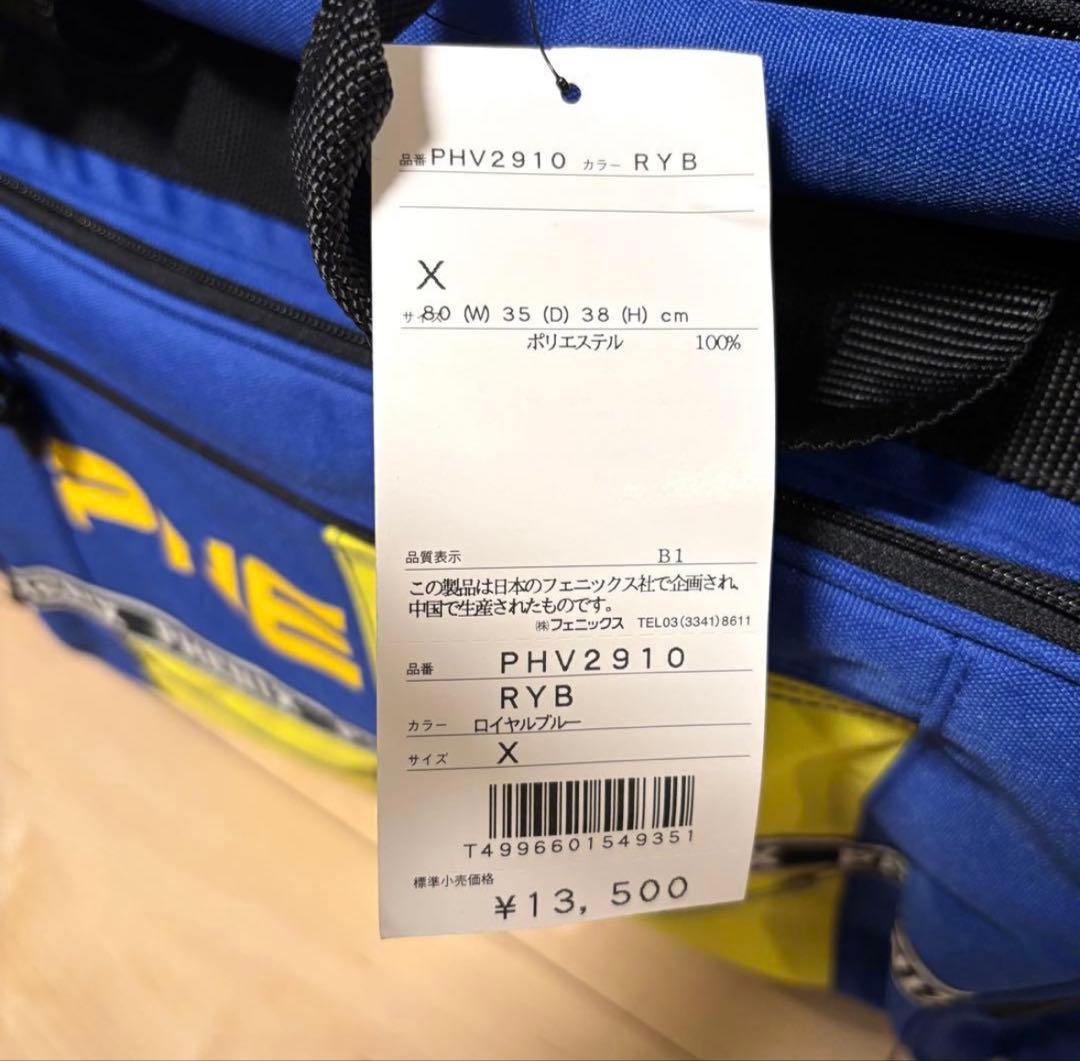 品番 PHV2910 カラー RYB
X
サイズ 80 (W) 35 (D) 38 (H) cm
ポリエステル 100%
品質表示 B1
この製品は日本のフェニックス社で企画され、
中国で生産されたものです。
㈱フェニックス TEL03(3341)8611
品番 PHV2910
RYB
カラー ロイヤルブルー
サイズ X
T4996601549351
標準小売価格
¥13,500
PHE